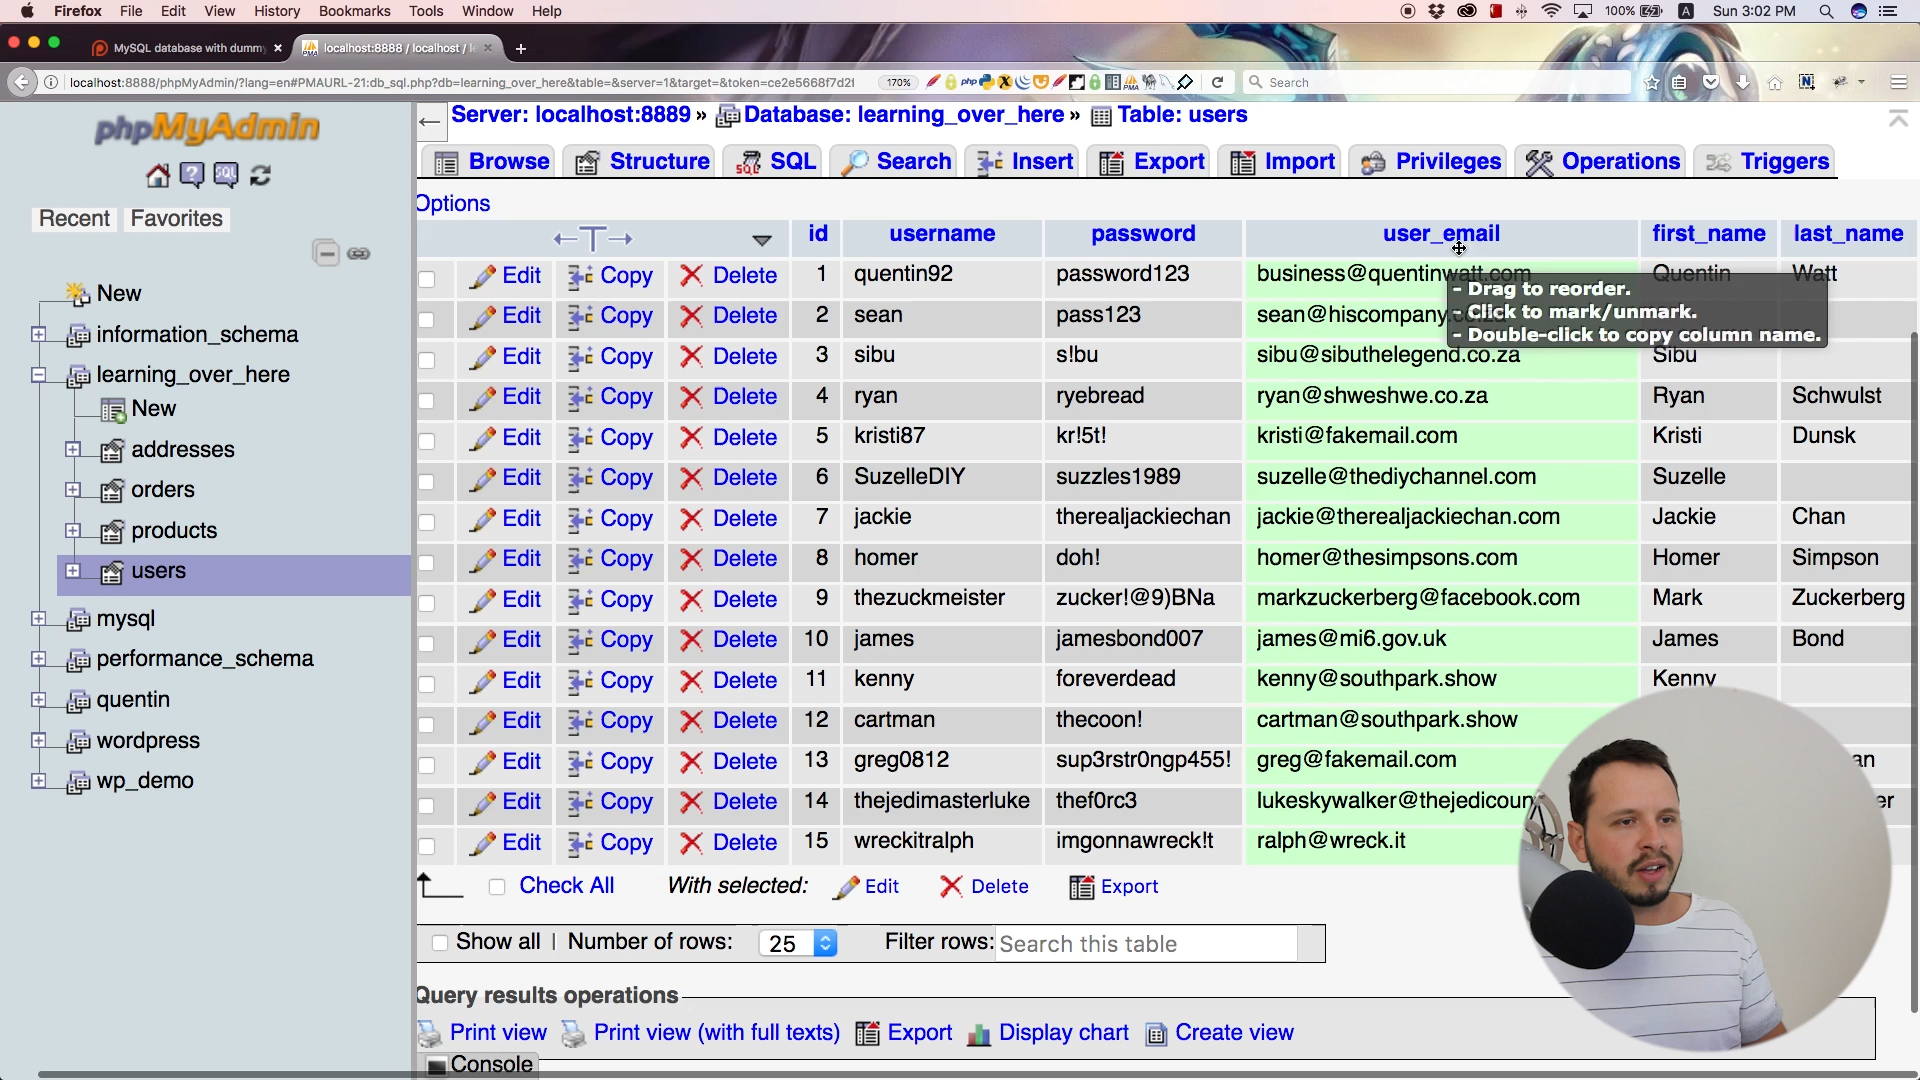 Firefox File Edit View History Bookmarks Tools Window Help 100% A Sun 3:02 PM
MySQL database with dummy × localhost:8888 / localhost / l × +
localhost:8888/phpMyAdmin/?lang=en#PMAURL-21:db_sql.php?db=learning_over_here&table=&server=1&target=&token=ce2e5668f7d2f 170% php Search
phpMyAdmin
Recent Favorites
New
information_schema
learning_over_here
New
addresses
orders
products
users
mysql
performance_schema
quentin
wordpress
wp_demo
Server: localhost:8889 » Database: learning_over_here » Table: users
Browse Structure SQL Search Insert Export Import Privileges Operations Triggers
Options
id username password user_email first_name last_name
Edit Copy Delete 1 quentin92 password123 business@quentinwatt.com Quentin Watt
Edit Copy Delete 2 sean pass123 sean@hiscompany
Edit Copy Delete 3 sibu s!bu sibu@sibuthelegend.co.za Sibu
Edit Copy Delete 4 ryan ryebread ryan@shweshwe.co.za Ryan Schwulst
Edit Copy Delete 5 kristi87 kr!5t! kristi@fakemail.com Kristi Dunsk
Edit Copy Delete 6 SuzelleDIY suzzles1989 suzelle@thediychannel.com Suzelle
Edit Copy Delete 7 jackie therealjackiechan jackie@therealjackiechan.com Jackie Chan
Edit Copy Delete 8 homer doh! homer@thesimpsons.com Homer Simpson
Edit Copy Delete 9 thezuckmeister zucker!@9)BNa markzuckerberg@facebook.com Mark Zuckerberg
Edit Copy Delete 10 james jamesbond007 james@mi6.gov.uk James Bond
Edit Copy Delete 11 kenny foreverdead kenny@southpark.show Kenny
Edit Copy Delete 12 cartman thecoon! cartman@southpark.show
Edit Copy Delete 13 greg0812 sup3rstr0ngp455! greg@fakemail.com an
Edit Copy Delete 14 thejedimasterluke thef0rc3 lukeskywalker@thejedicoun er
Edit Copy Delete 15 wreckitralph imgonnawreck!t ralph@wreck.it
- Drag to reorder.
- Click to mark/unmark.
- Double-click to copy column name.
Check All With selected: Edit Delete Export
Show all | Number of rows: 25 Filter rows: Search this table
Query results operations
Print view Print view (with full texts) Export Display chart Create view
Console